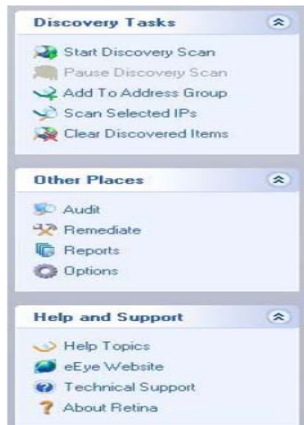 Discovery Tasks
Start Discovery Scan
Pause Discovery Scan
Add To Address Group
Scan Selected IPs
Clear Discovered Items
Other Places
Audit
Remediate
Reports
Options
Help and Support
Help Topics
eEye Website
Technical Support
About Retina